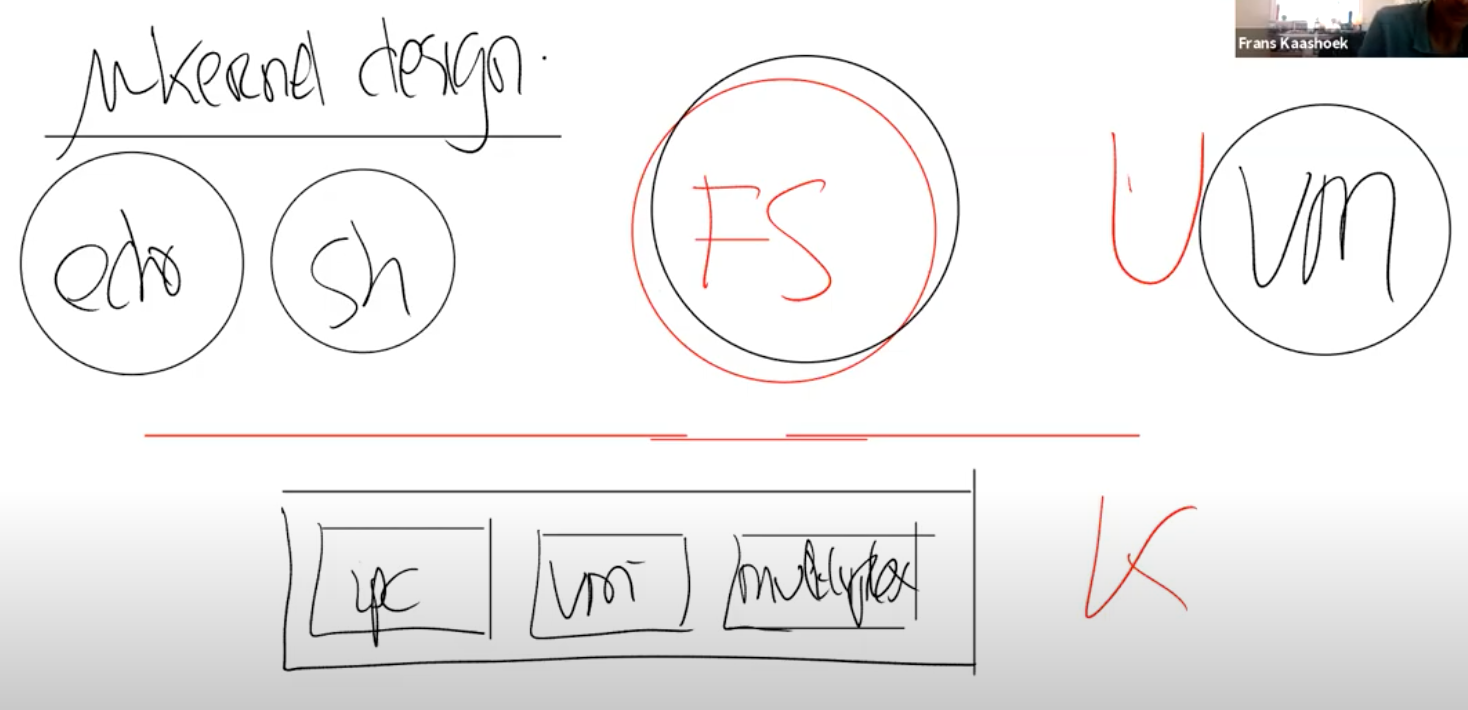 μkernel design.
Frans Kaashoek
echo
sh
FS
U
VM
ipc
vm
multiplex
K